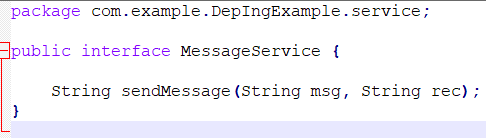 package com.example.DepIngExample.service;
public interface MessageService {
String sendMessage(String msg, String rec);
}